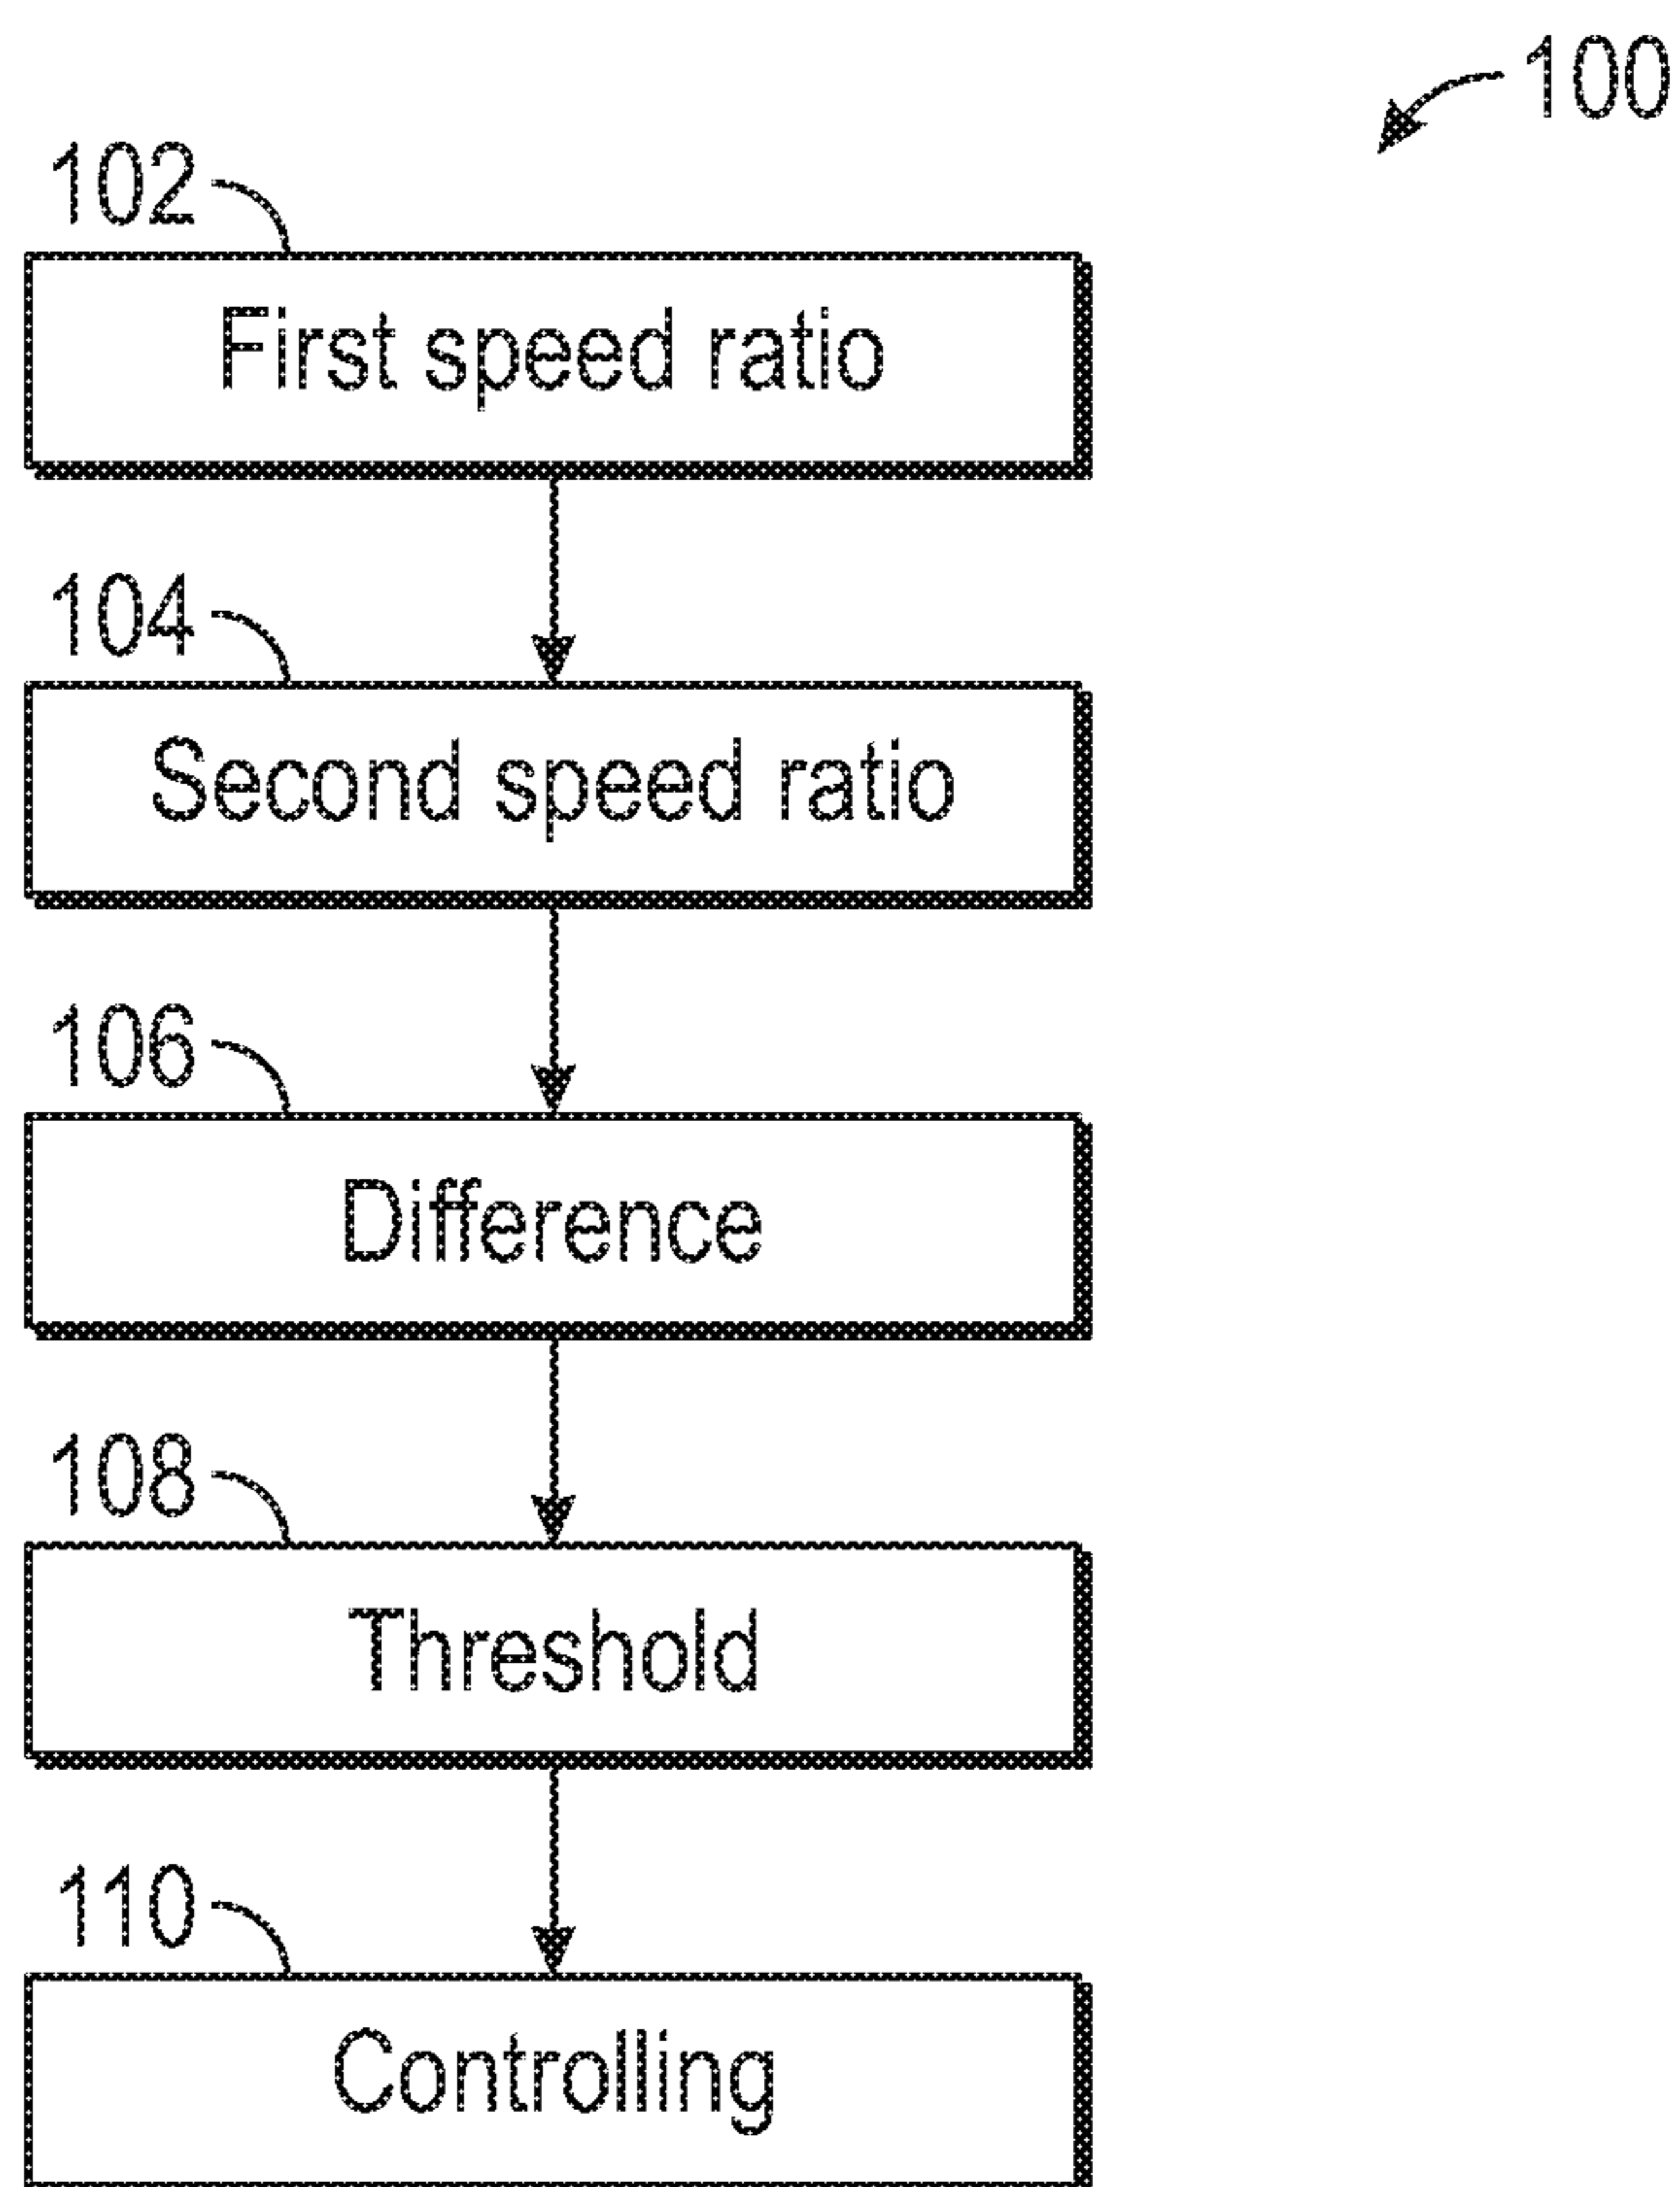 100
102
First speed ratio
104
Second speed ratio
106
Difference
108
Threshold
110
Controlling